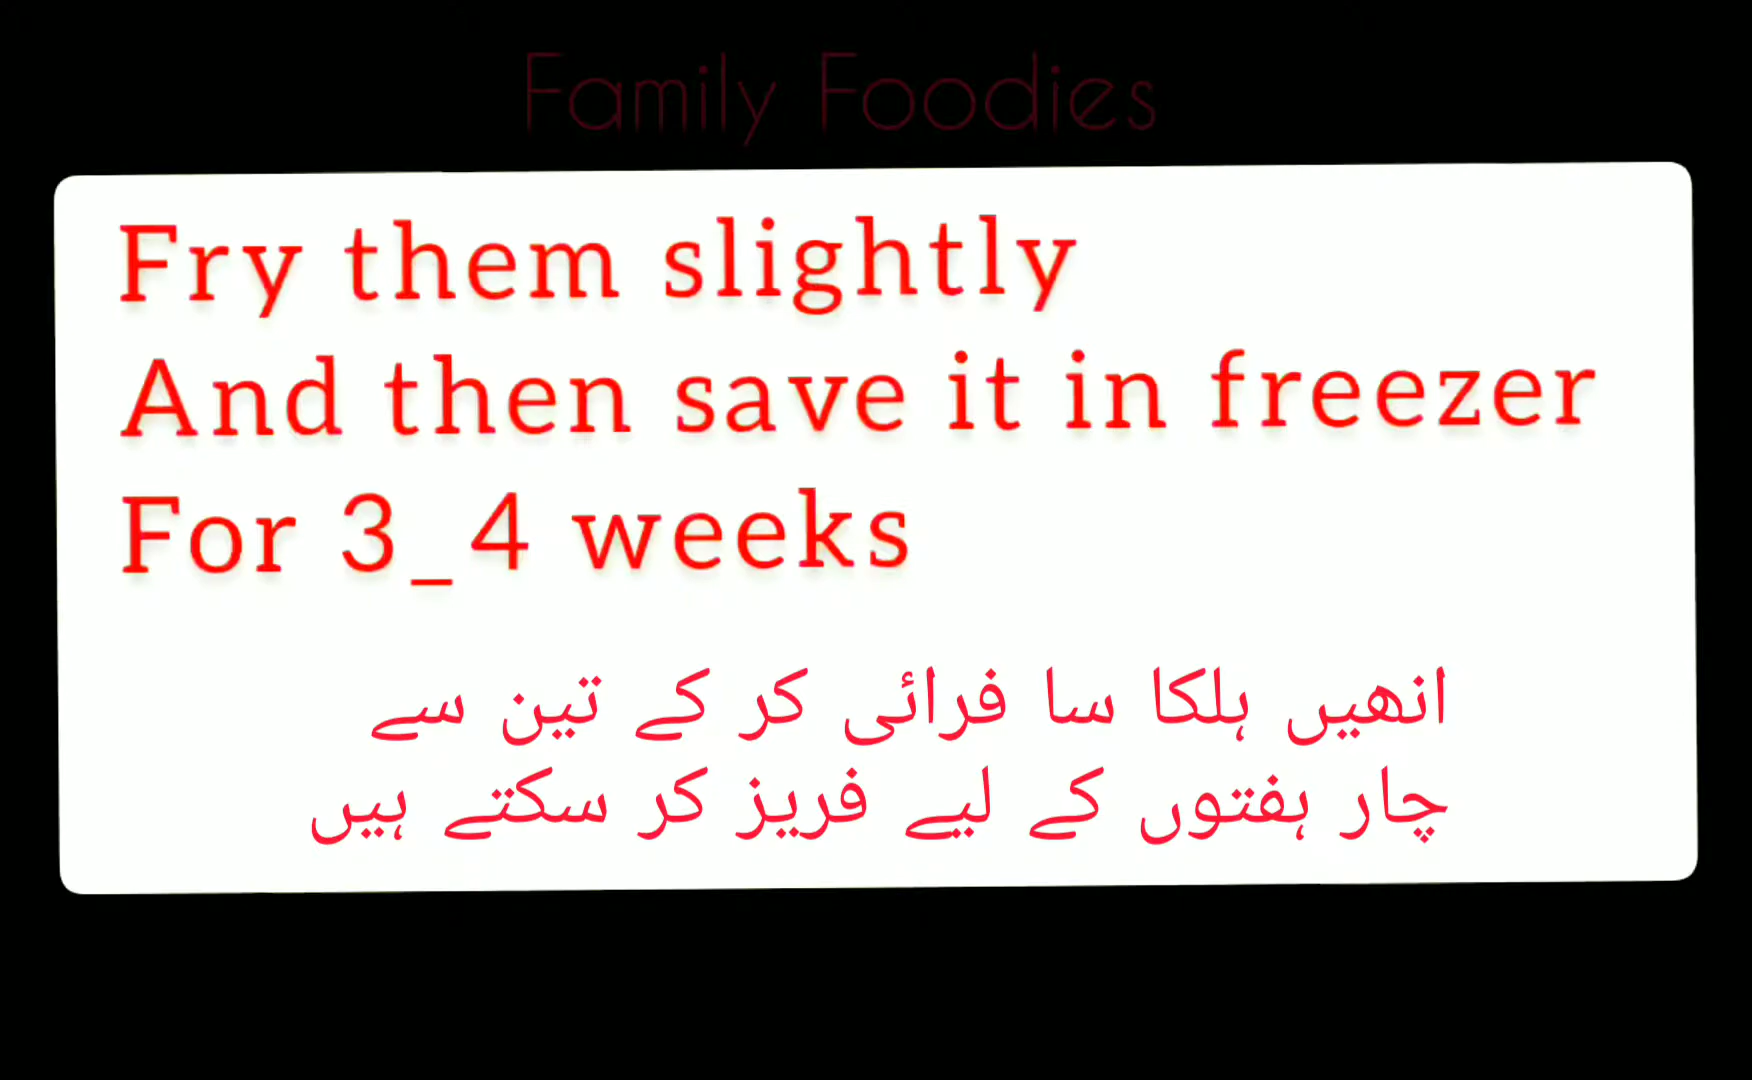 Family Foodies
Fry them slightly
And then save it in freezer
For 3_4 weeks
انھیں ہلکا سا فرائی کر کے تین سے
چار ہفتوں کے لیے فریز کر سکتے ہیں